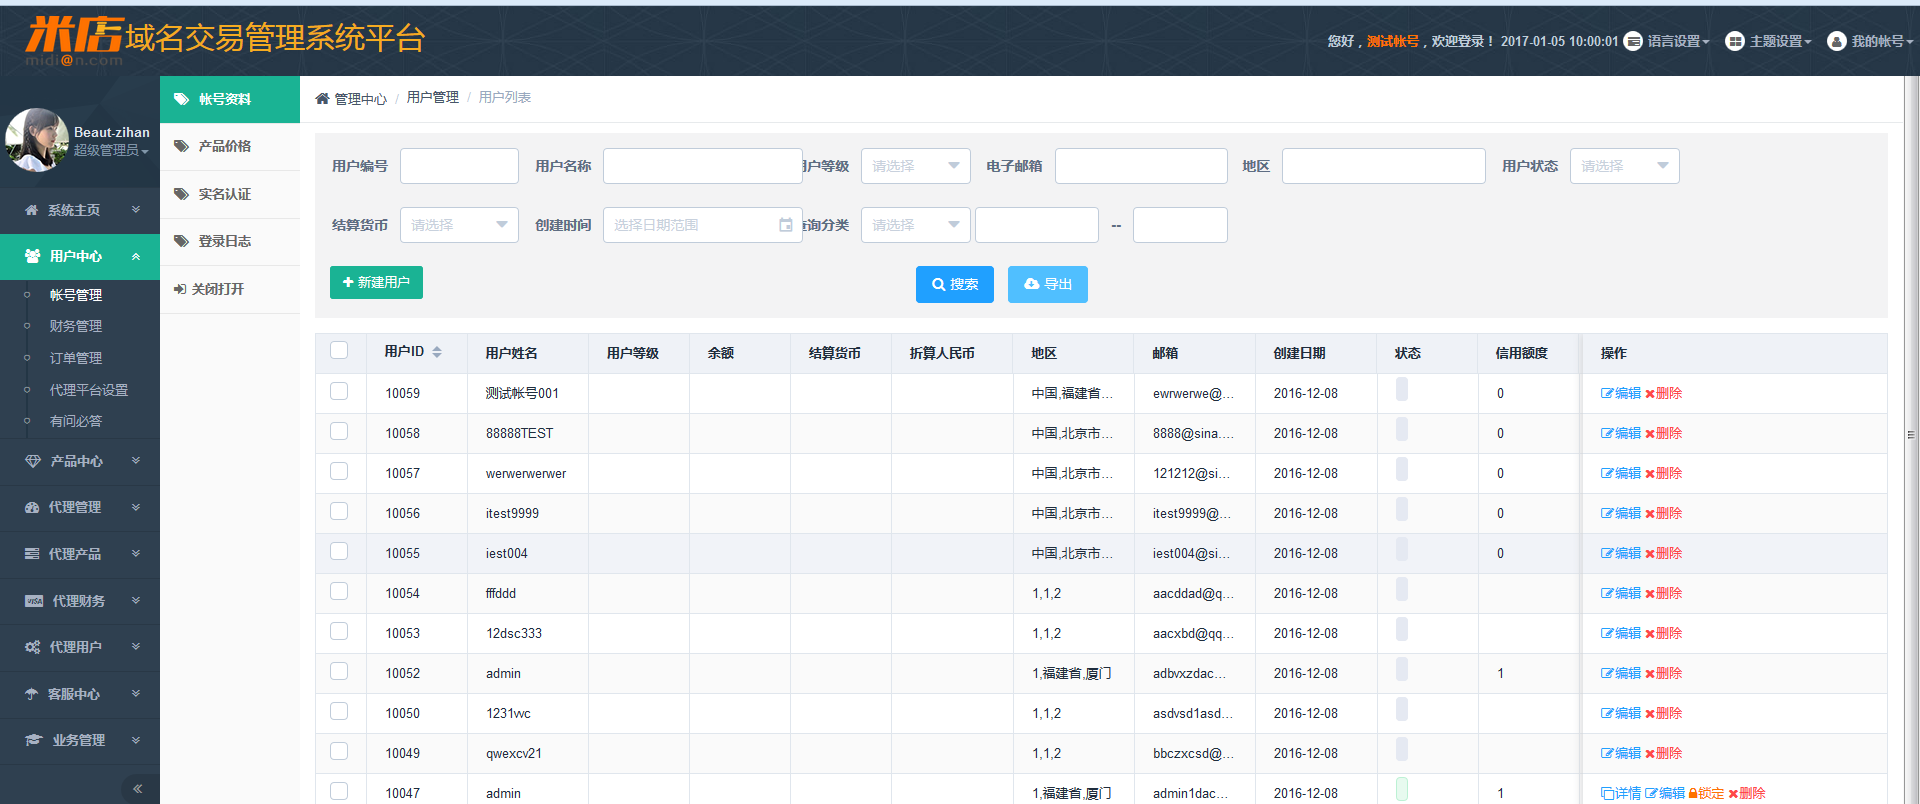 米店域名交易管理系统平台
midi@n.com
您好，测试帐号，欢迎登录！ 2017-01-05 10:00:01 语言设置 主题设置 我的帐号
Beaut-zihan
超级管理员
系统主页
用户中心
帐号管理
财务管理
订单管理
代理平台设置
有问必答
产品中心
代理管理
代理产品
VISA 代理财务
代理用户
客服中心
业务管理
帐号资料
产品价格
实名认证
登录日志
关闭打开
管理中心 / 用户管理 / 用户列表
用户编号 用户名称 户等级 请选择 电子邮箱 地区 用户状态 请选择
结算货币 请选择 创建时间 选择日期范围 查询分类 请选择 --
新建用户 搜索 导出
用户ID 用户姓名 用户等级 余额 结算货币 折算人民币 地区 邮箱 创建日期 状态 信用额度 操作
10059 测试帐号001 中国,福建省... ewrwerwe@... 2016-12-08 0 编辑 删除
10058 88888TEST 中国,北京市... 8888@sina.... 2016-12-08 0 编辑 删除
10057 werwerwerwer 中国,北京市... 121212@si... 2016-12-08 0 编辑 删除
10056 itest9999 中国,北京市... itest9999@... 2016-12-08 0 编辑 删除
10055 iest004 中国,北京市... iest004@si... 2016-12-08 0 编辑 删除
10054 fffddd 1,1,2 aacddad@q... 2016-12-08 编辑 删除
10053 12dsc333 1,1,2 aacxbd@qq... 2016-12-08 编辑 删除
10052 admin 1,福建省,厦门 adbvxzdac... 2016-12-08 1 编辑 删除
10050 1231vvc 1,1,2 asdvsd1asd... 2016-12-08 编辑 删除
10049 qwexcv21 1,1,2 bbczxcsd@... 2016-12-08 编辑 删除
10047 admin 1,福建省,厦门 admin1dac... 2016-12-08 1 详情 编辑 锁定 删除